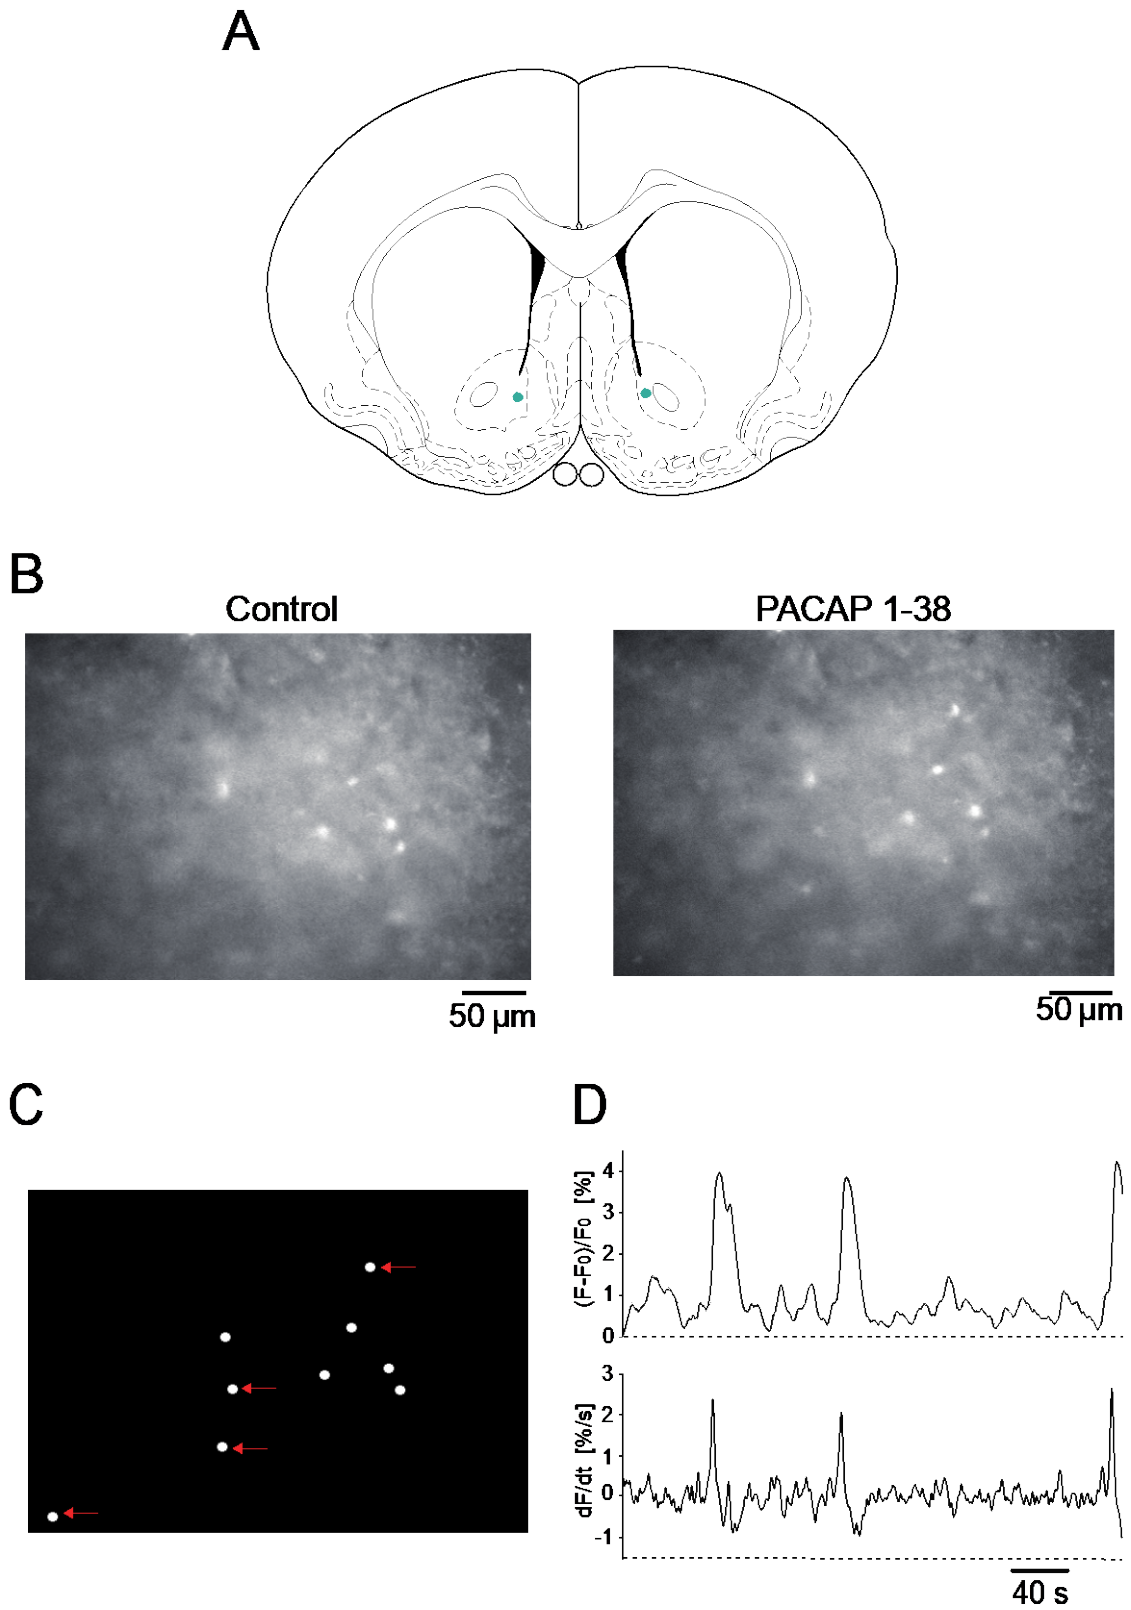 A
B
Control
PACAP 1-38
50 µm
50 µm
C
D
(F-F0)/F0 [%]
4
3
2
1
0
dF/dt [%/s]
3
2
1
0
-1
40 s